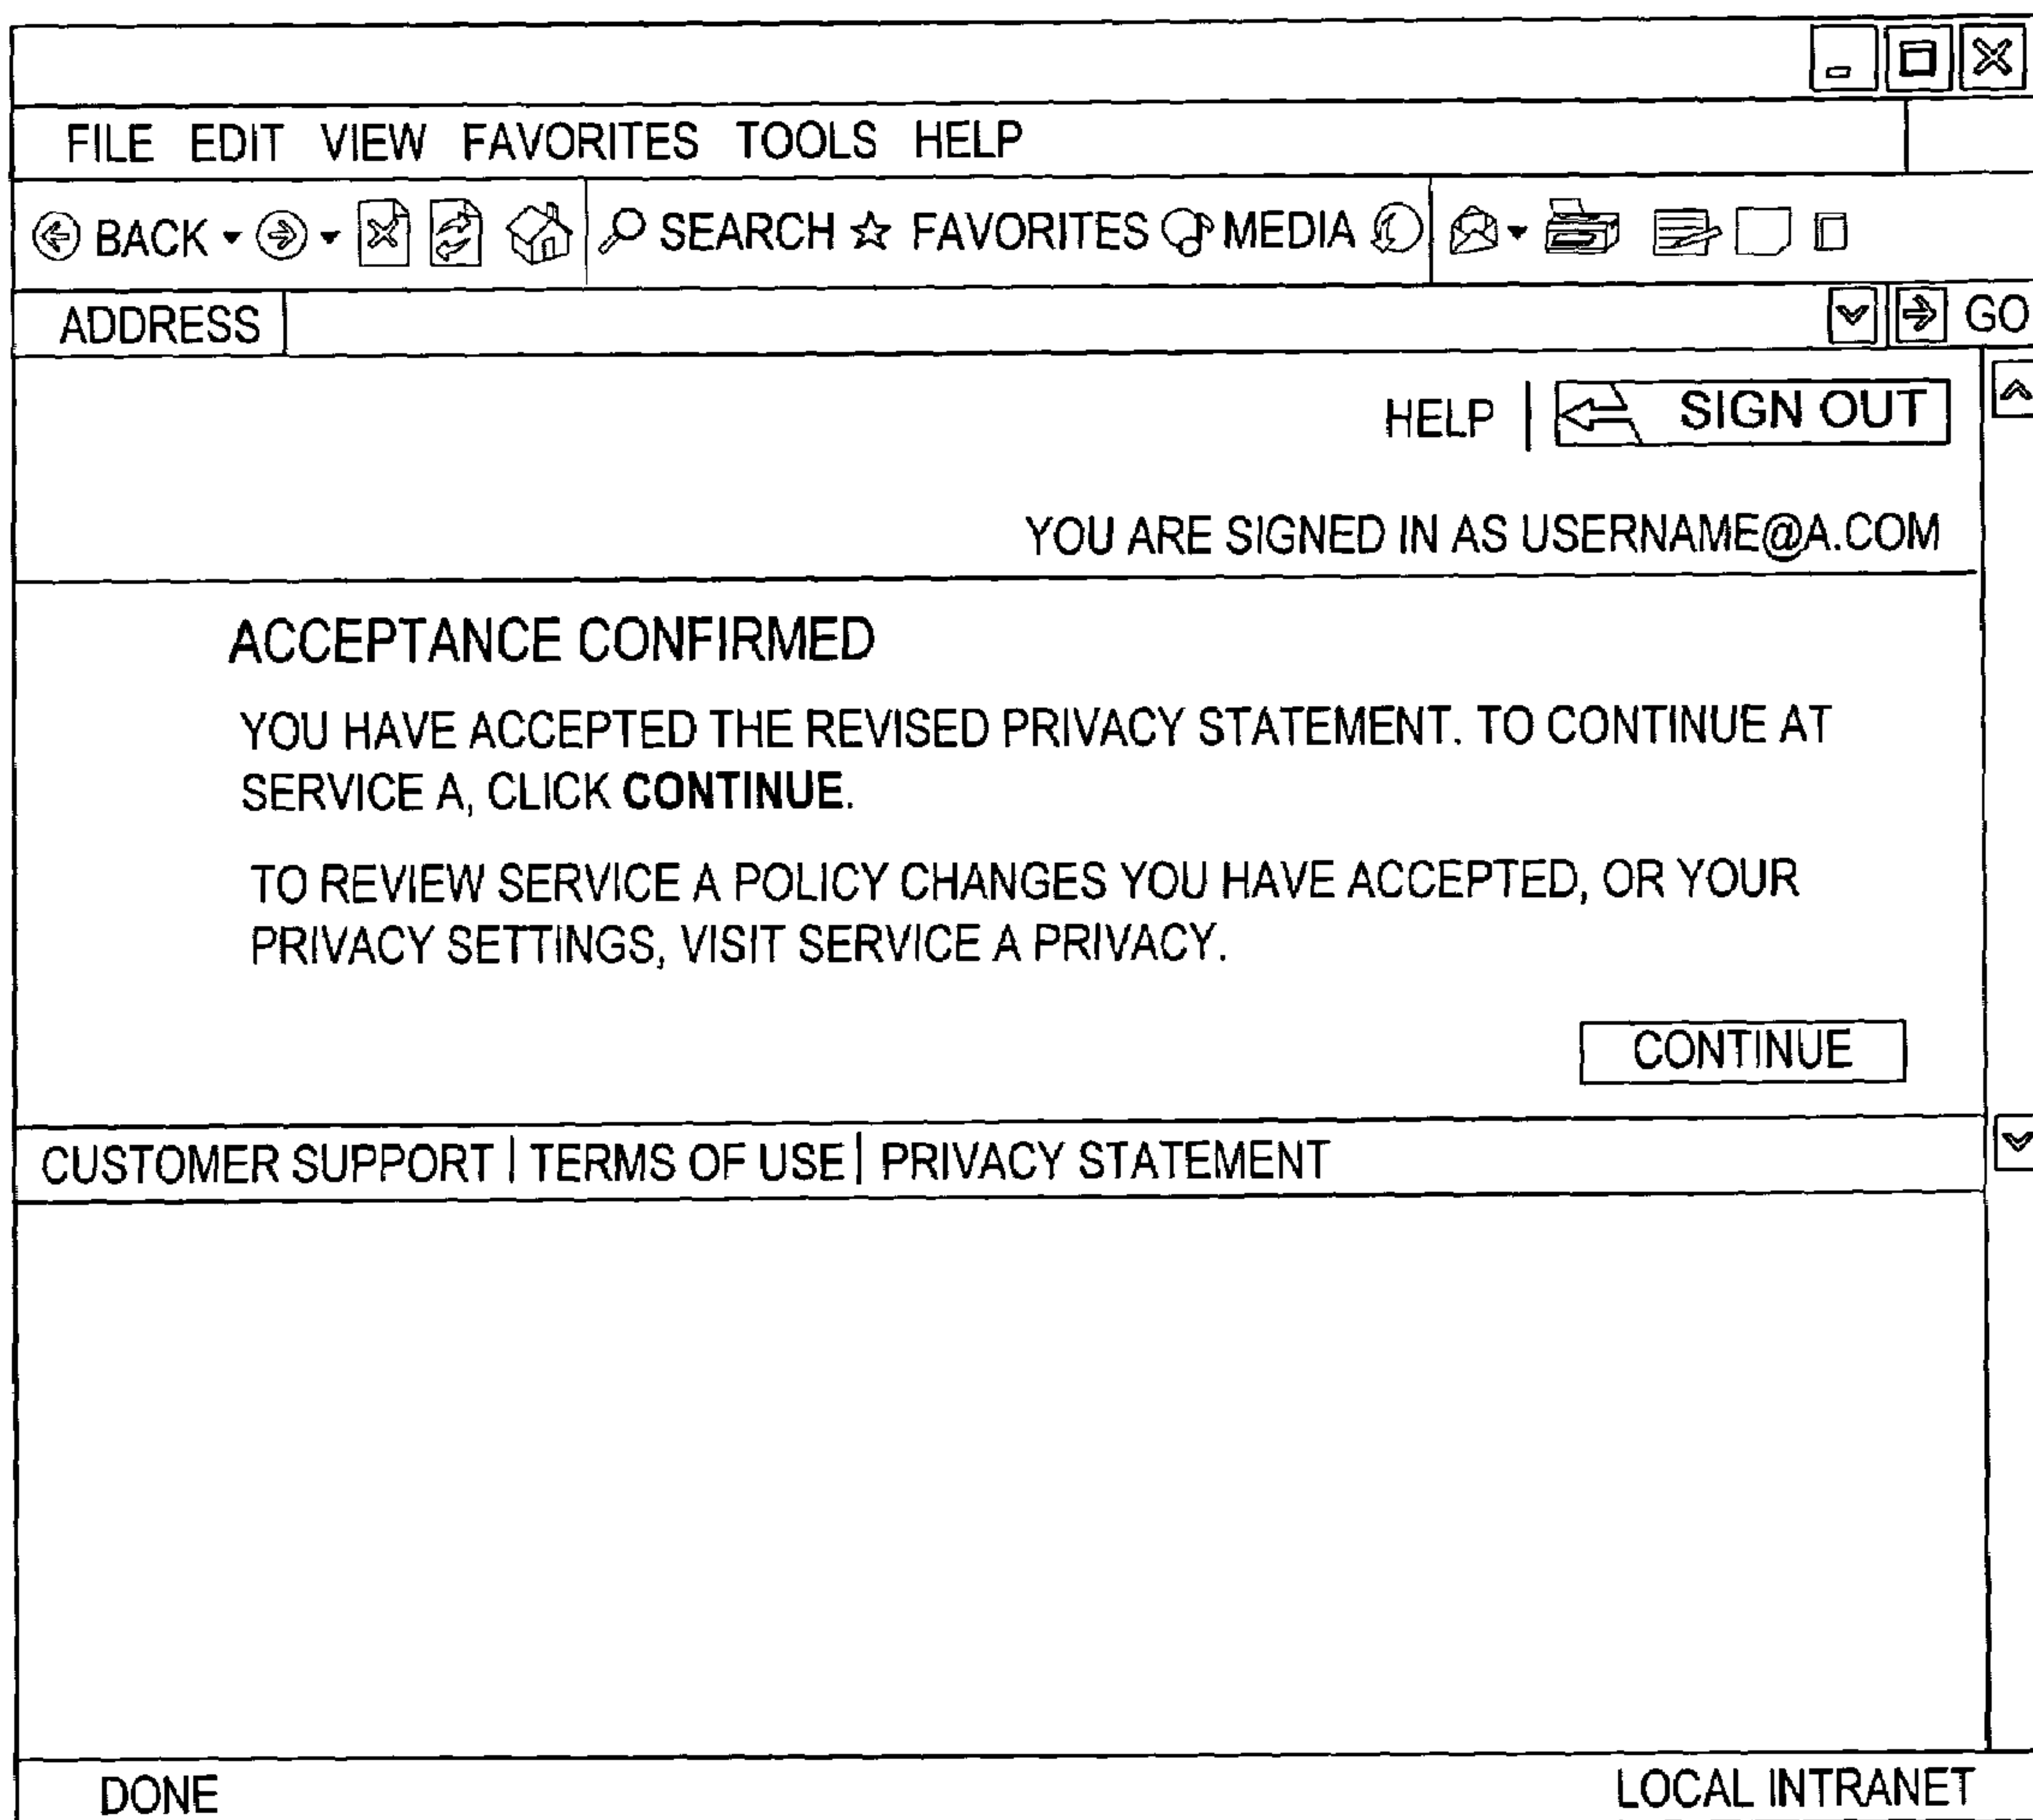 FILE EDIT VIEW FAVORITES TOOLS HELP
BACK SEARCH FAVORITES MEDIA
ADDRESS GO
HELP | SIGN OUT
YOU ARE SIGNED IN AS USERNAME@A.COM
ACCEPTANCE CONFIRMED
YOU HAVE ACCEPTED THE REVISED PRIVACY STATEMENT. TO CONTINUE AT
SERVICE A, CLICK CONTINUE.
TO REVIEW SERVICE A POLICY CHANGES YOU HAVE ACCEPTED, OR YOUR
PRIVACY SETTINGS, VISIT SERVICE A PRIVACY.
CONTINUE
CUSTOMER SUPPORT | TERMS OF USE | PRIVACY STATEMENT
DONE LOCAL INTRANET